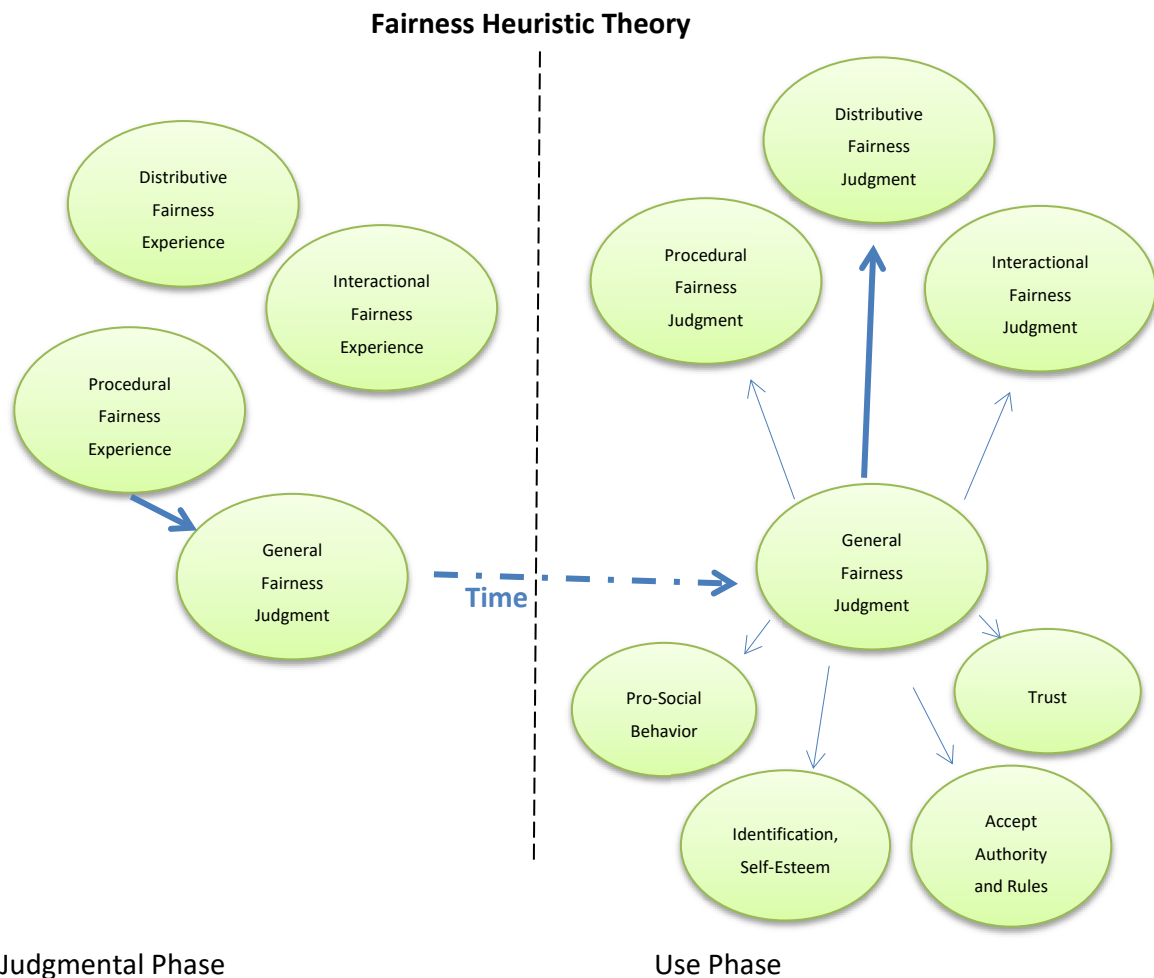 Fairness Heuristic Theory
Distributive
Fairness
Experience
Interactional
Fairness
Experience
Procedural
Fairness
Experience
General
Fairness
Judgment
Time
Distributive
Fairness
Judgment
Procedural
Fairness
Judgment
Interactional
Fairness
Judgment
General
Fairness
Judgment
Pro-Social
Behavior
Trust
Identification,
Self-Esteem
Accept
Authority
and Rules
Judgmental Phase
Use Phase